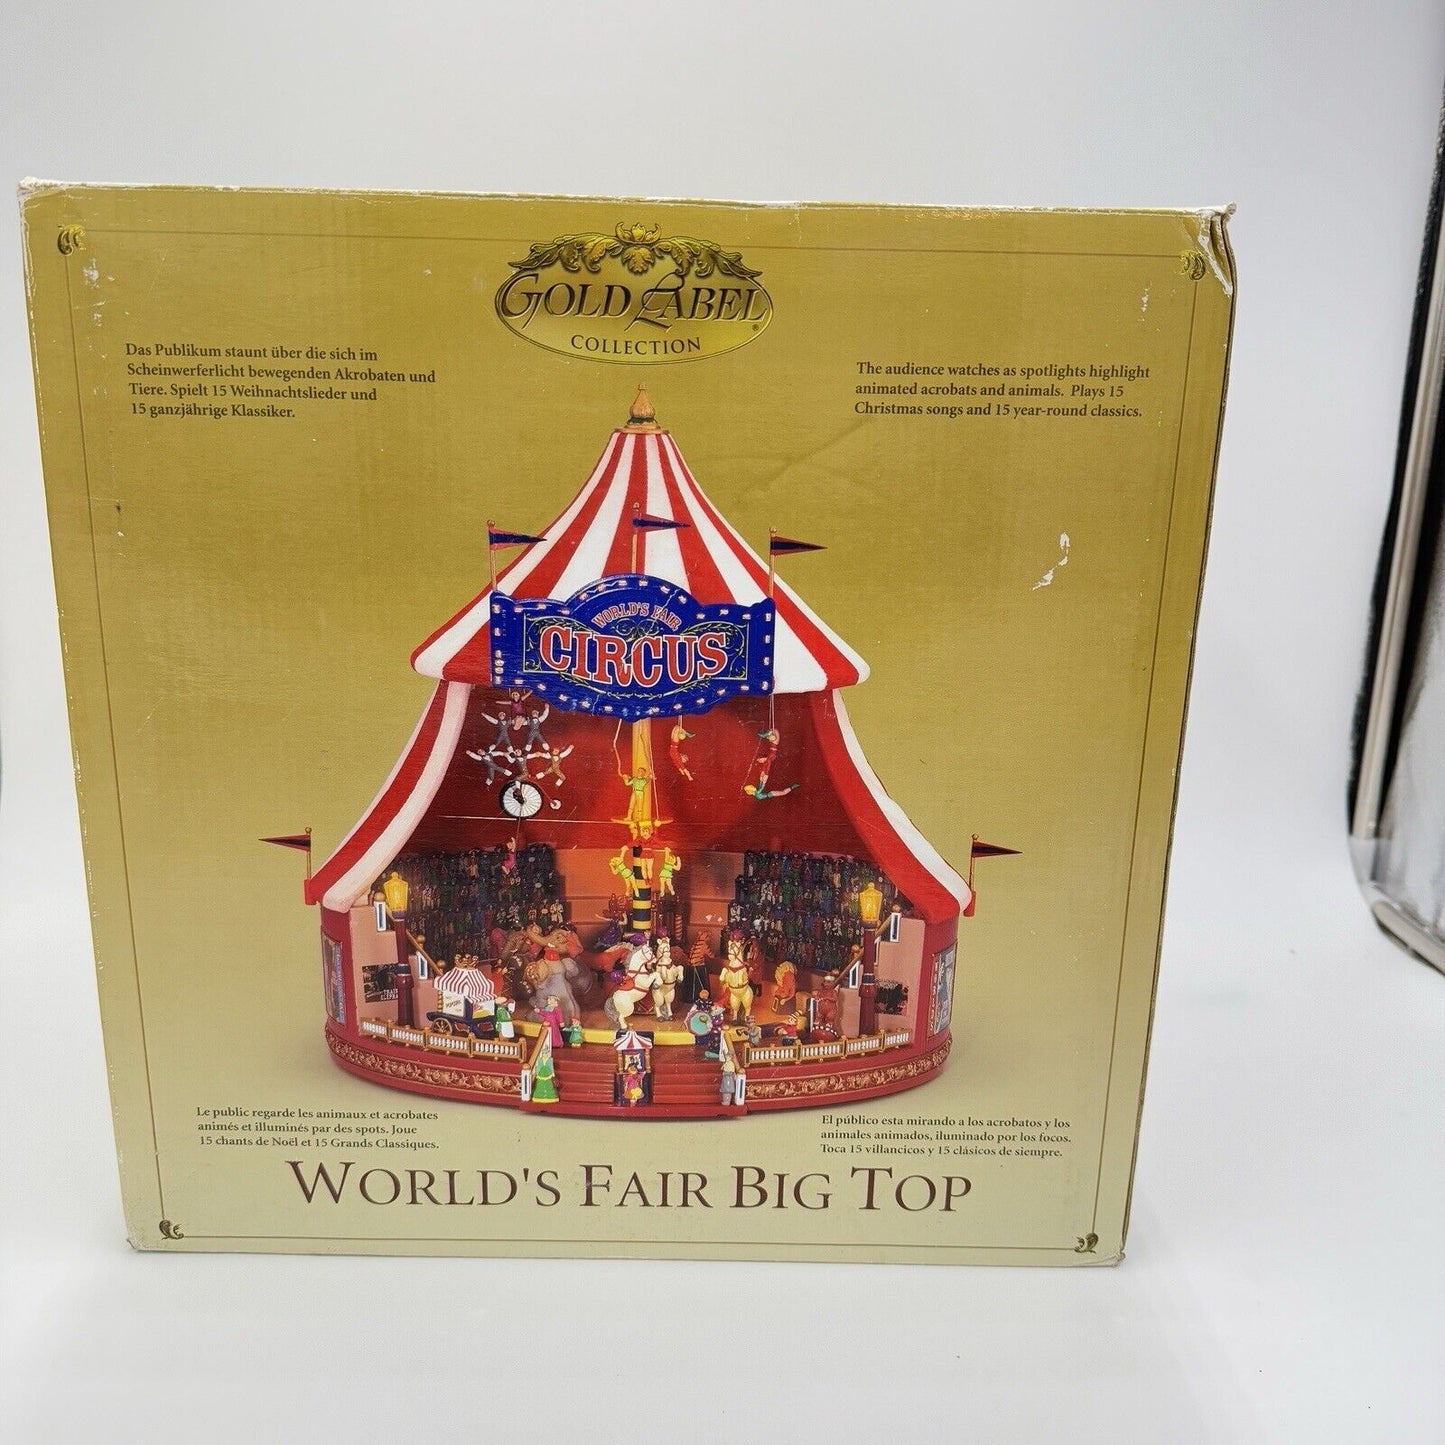 GOLD LABEL®
COLLECTION
Das Publikum staunt über die sich im
Scheinwerferlicht bewegenden Akrobaten und
Tiere. Spielt 15 Weihnachtslieder und
15 ganzjährige Klassiker.
The audience watches as spotlights highlight
animated acrobats and animals. Plays 15
Christmas songs and 15 year-round classics.
WORLD'S FAIR
CIRCUS
Le public regarde les animaux et acrobates
animés et illuminés par des spots. Joue
15 chants de Noël et 15 Grands Classiques.
El público esta mirando a los acrobatos y los
animales animados, iluminado por los focos.
Toca 15 villancicos y 15 clásicos de siempre.
WORLD'S FAIR BIG TOP